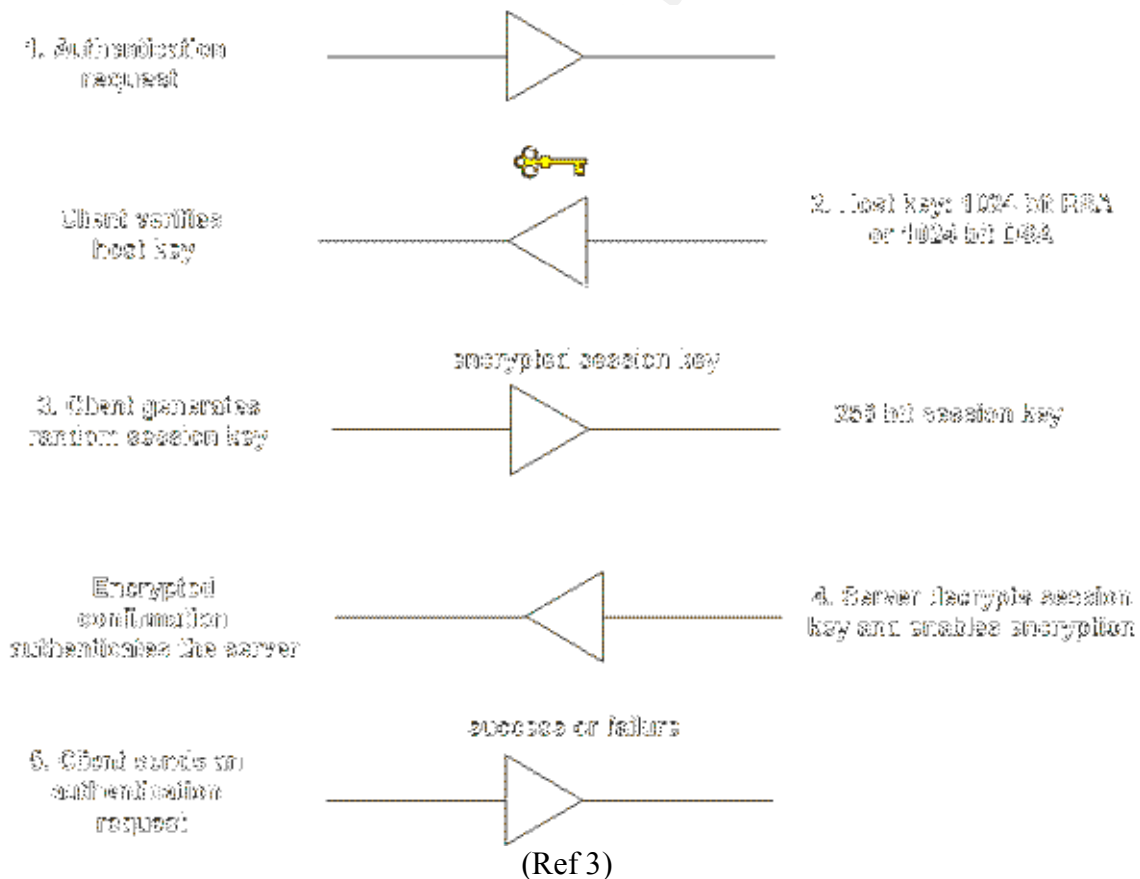 1. Authentication
request
Client verifies
host key
2. Host key: 1024 bit RSA
or 1024 bit DSA
encrypted session key
3. Client generates
random session key
256 bit session key
Encrypted
confirmation
authenticates the server
4. Server decrypts session
key and enables encryption
success or failure
5. Client sends an
authentication
request
(Ref 3)